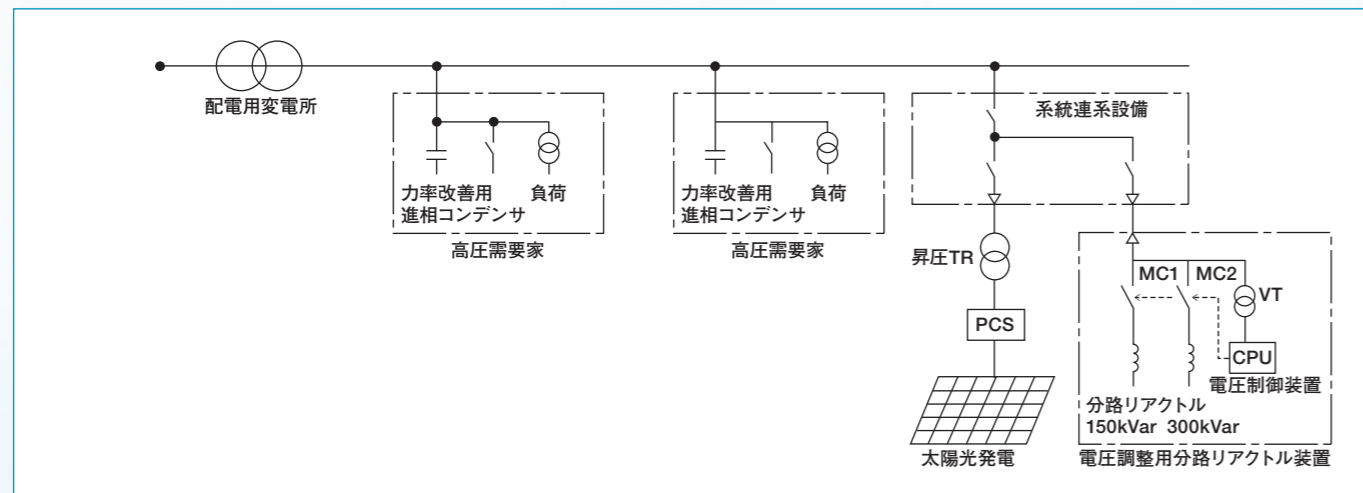 配電用変電所
力率改善用
進相コンデンサ
負荷
高圧需要家
力率改善用
進相コンデンサ
負荷
高圧需要家
系統連系設備
昇圧TR
PCS
太陽光発電
MC1 MC2
VT
CPU
電圧制御装置
分路リアクトル
150kVar 300kVar
電圧調整用分路リアクトル装置